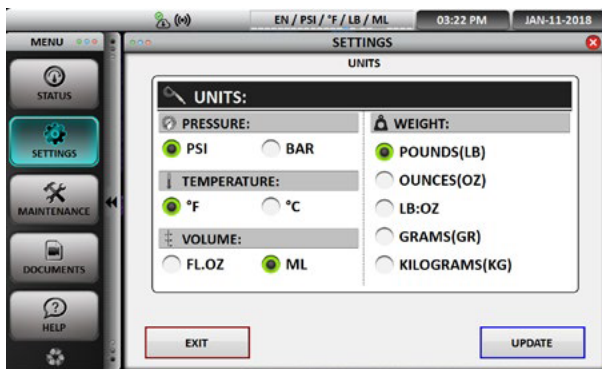 EN / PSI / °F / LB / ML 03:22 PM JAN-11-2018
MENU
SETTINGS
UNITS
STATUS
SETTINGS
MAINTENANCE
DOCUMENTS
HELP
UNITS:
PRESSURE:
PSI BAR
TEMPERATURE:
°F °C
VOLUME:
FL.OZ ML
WEIGHT:
POUNDS(LB)
OUNCES(OZ)
LB:OZ
GRAMS(GR)
KILOGRAMS(KG)
EXIT UPDATE